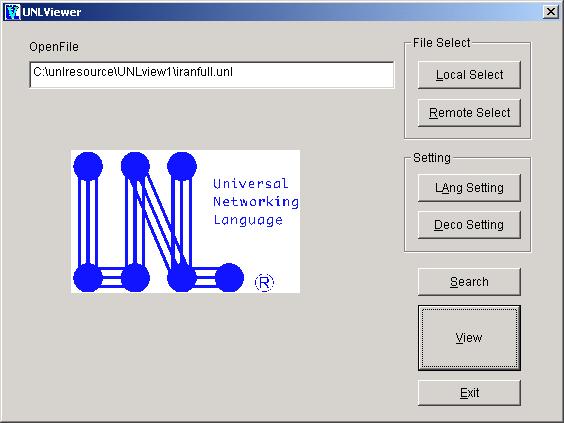 UNLViewer
OpenFile
C:\unlresource\UNLview1\iranfull.unl
File Select
Local Select
Remote Select
Setting
LAng Setting
Deco Setting
Search
View
Exit
Universal
Networking
Language
®